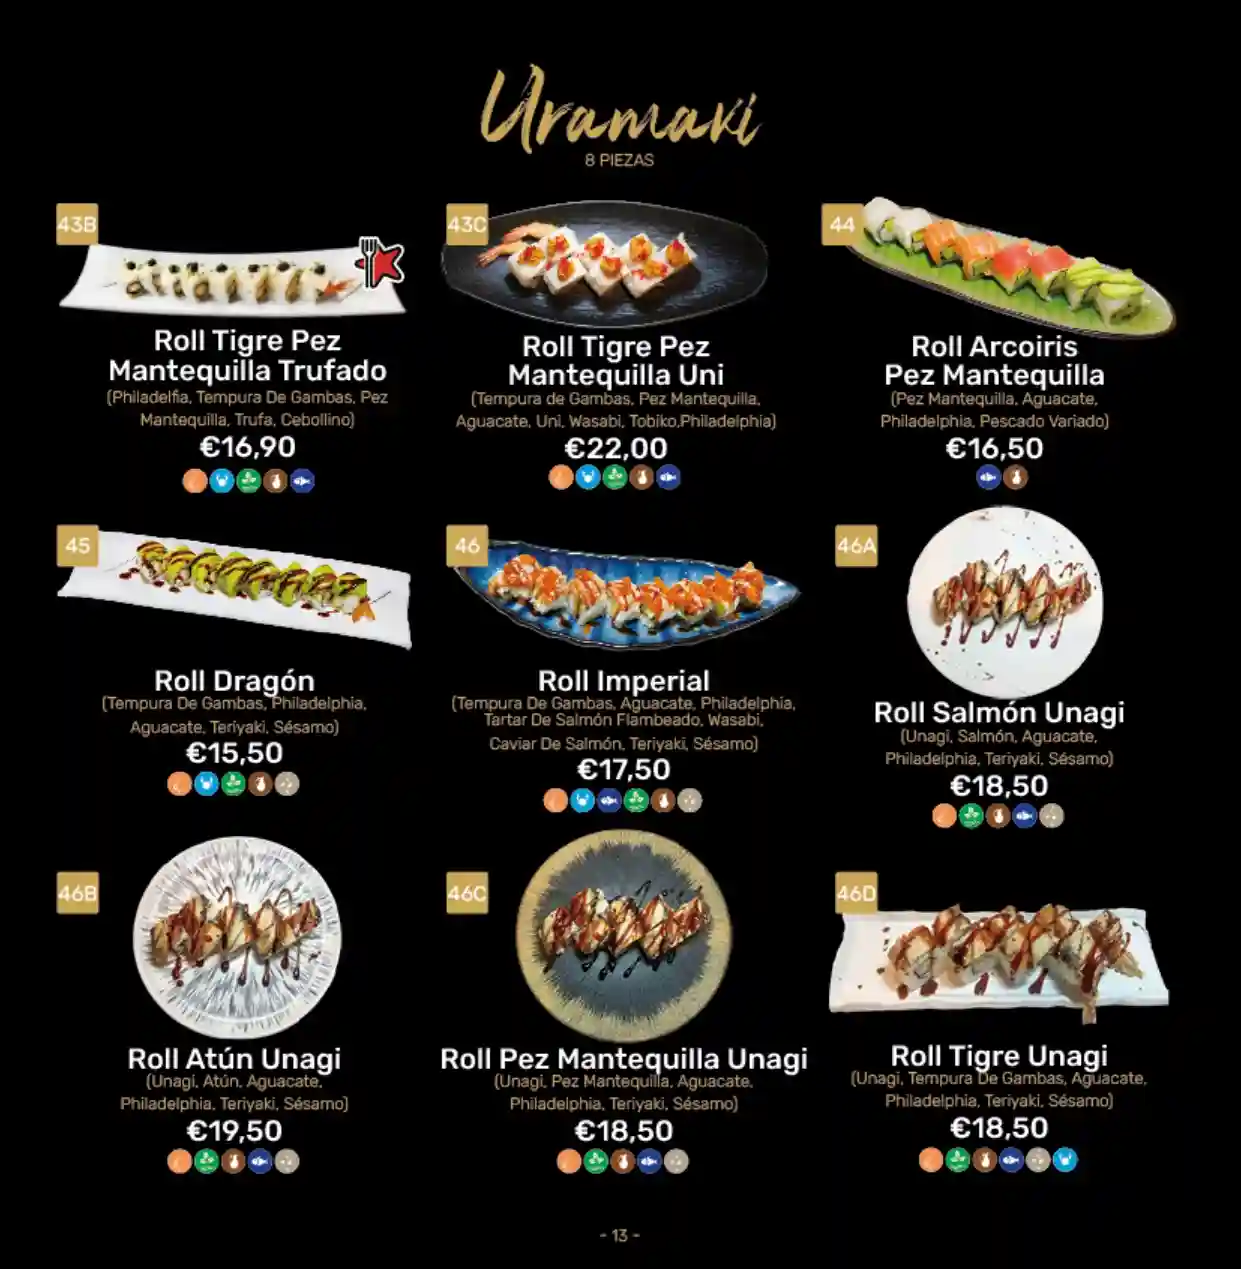 Uramaki
8 PIEZAS
43B
Roll Tigre Pez
Mantequilla Trufado
(Philadelfia, Tempura De Gambas, Pez
Mantequilla, Trufa, Cebollino)
€16,90
43C
Roll Tigre Pez
Mantequilla Uni
(Tempura de Gambas, Pez Mantequilla,
Aguacate, Uni, Wasabi, Tobiko,Philadelphia)
€22,00
44
Roll Arcoiris
Pez Mantequilla
(Pez Mantequilla, Aguacate,
Philadelphia, Pescado Variado)
€16,50
45
Roll Dragón
(Tempura De Gambas, Philadelphia,
Aguacate, Teriyaki, Sésamo)
€15,50
46
Roll Imperial
(Tempura De Gambas, Aguacate, Philadelphia,
Tartar De Salmón Flambeado, Wasabi,
Caviar De Salmón, Teriyaki, Sésamo)
€17,50
46A
Roll Salmón Unagi
(Unagi, Salmón, Aguacate,
Philadelphia, Teriyaki, Sésamo)
€18,50
46B
Roll Atún Unagi
(Unagi, Atún, Aguacate,
Philadelphia, Teriyaki, Sésamo)
€19,50
46C
Roll Pez Mantequilla Unagi
(Unagi, Pez Mantequilla, Aguacate,
Philadelphia, Teriyaki, Sésamo)
€18,50
46D
Roll Tigre Unagi
(Unagi, Tempura De Gambas, Aguacate,
Philadelphia, Teriyaki, Sésamo)
€18,50
- 13 -